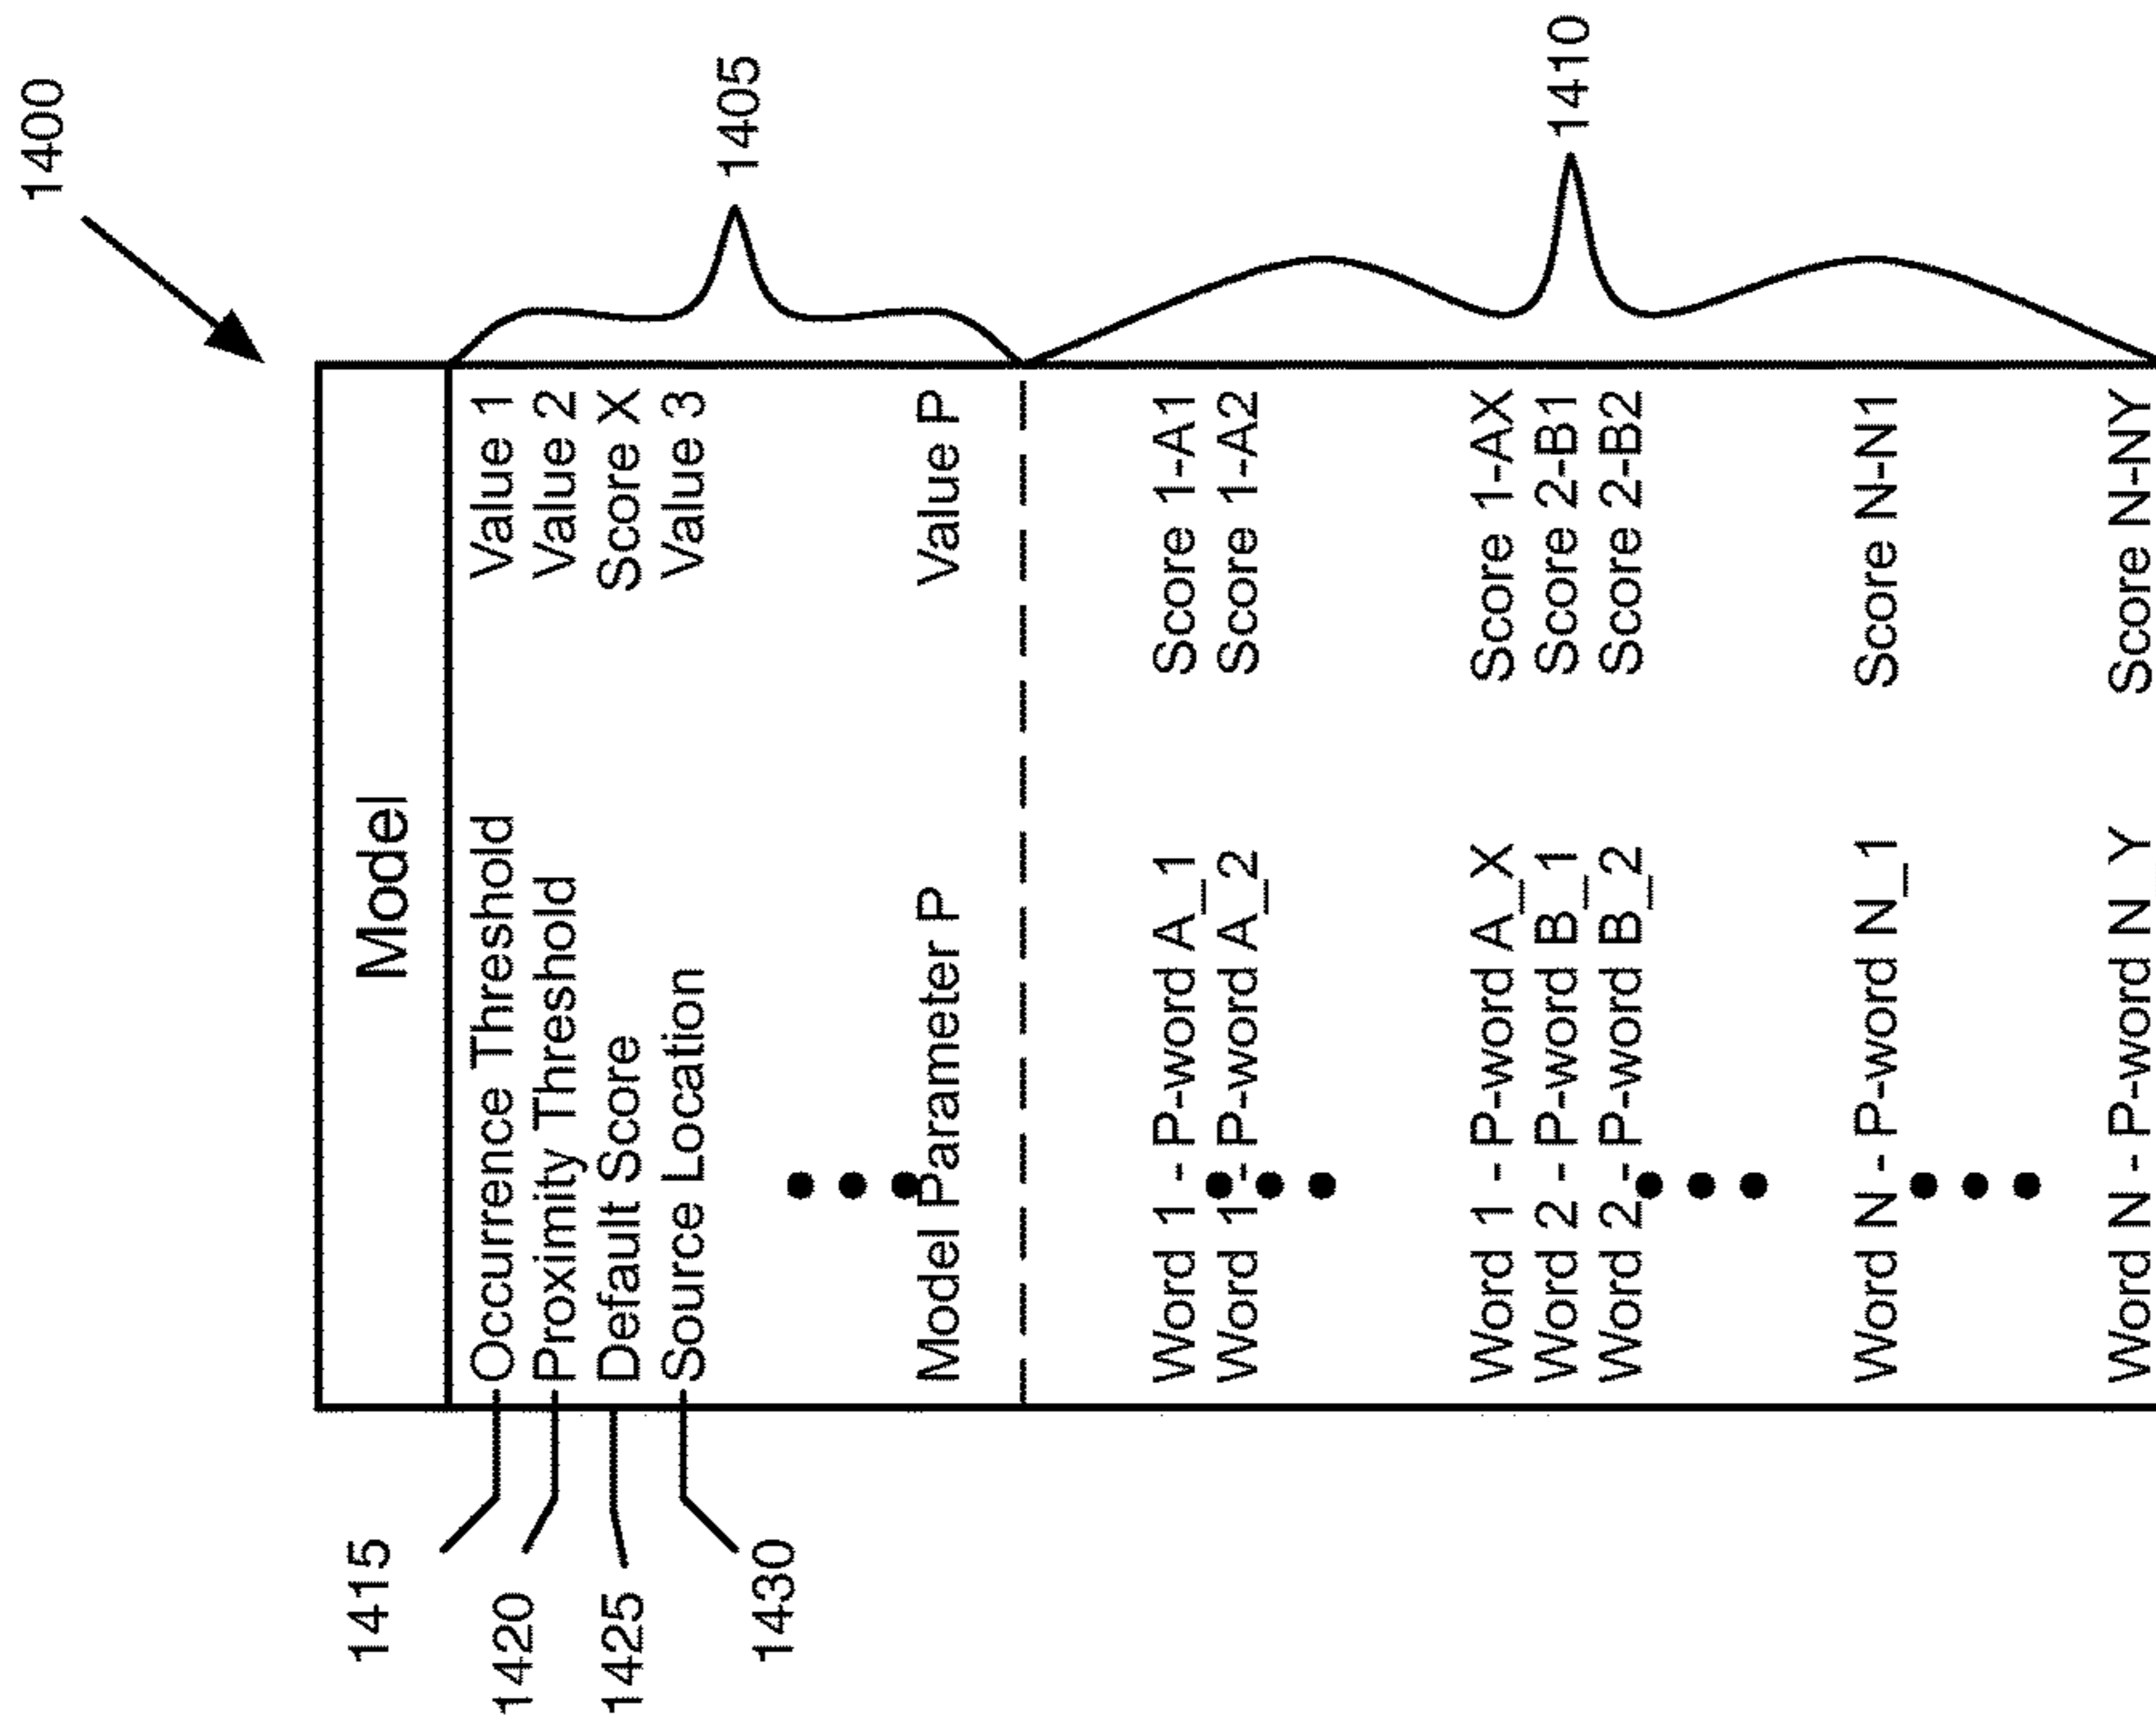 1400
Model
1415
Occurrence Threshold Value 1
1420
Proximity Threshold Value 2
1425
Default Score Score X
1430
Source Location Value 3
1405
Model Parameter P Value P
Word 1 - P-word A_1 Score 1-A1
Word 1 - P-word A_2 Score 1-A2
Word 1 - P-word A_X Score 1-AX
Word 2 - P-word B_1 Score 2-B1
Word 2 - P-word B_2 Score 2-B2
1410
Word N - P-word N_1 Score N-N1
Word N - P-word N Y Score N-NY